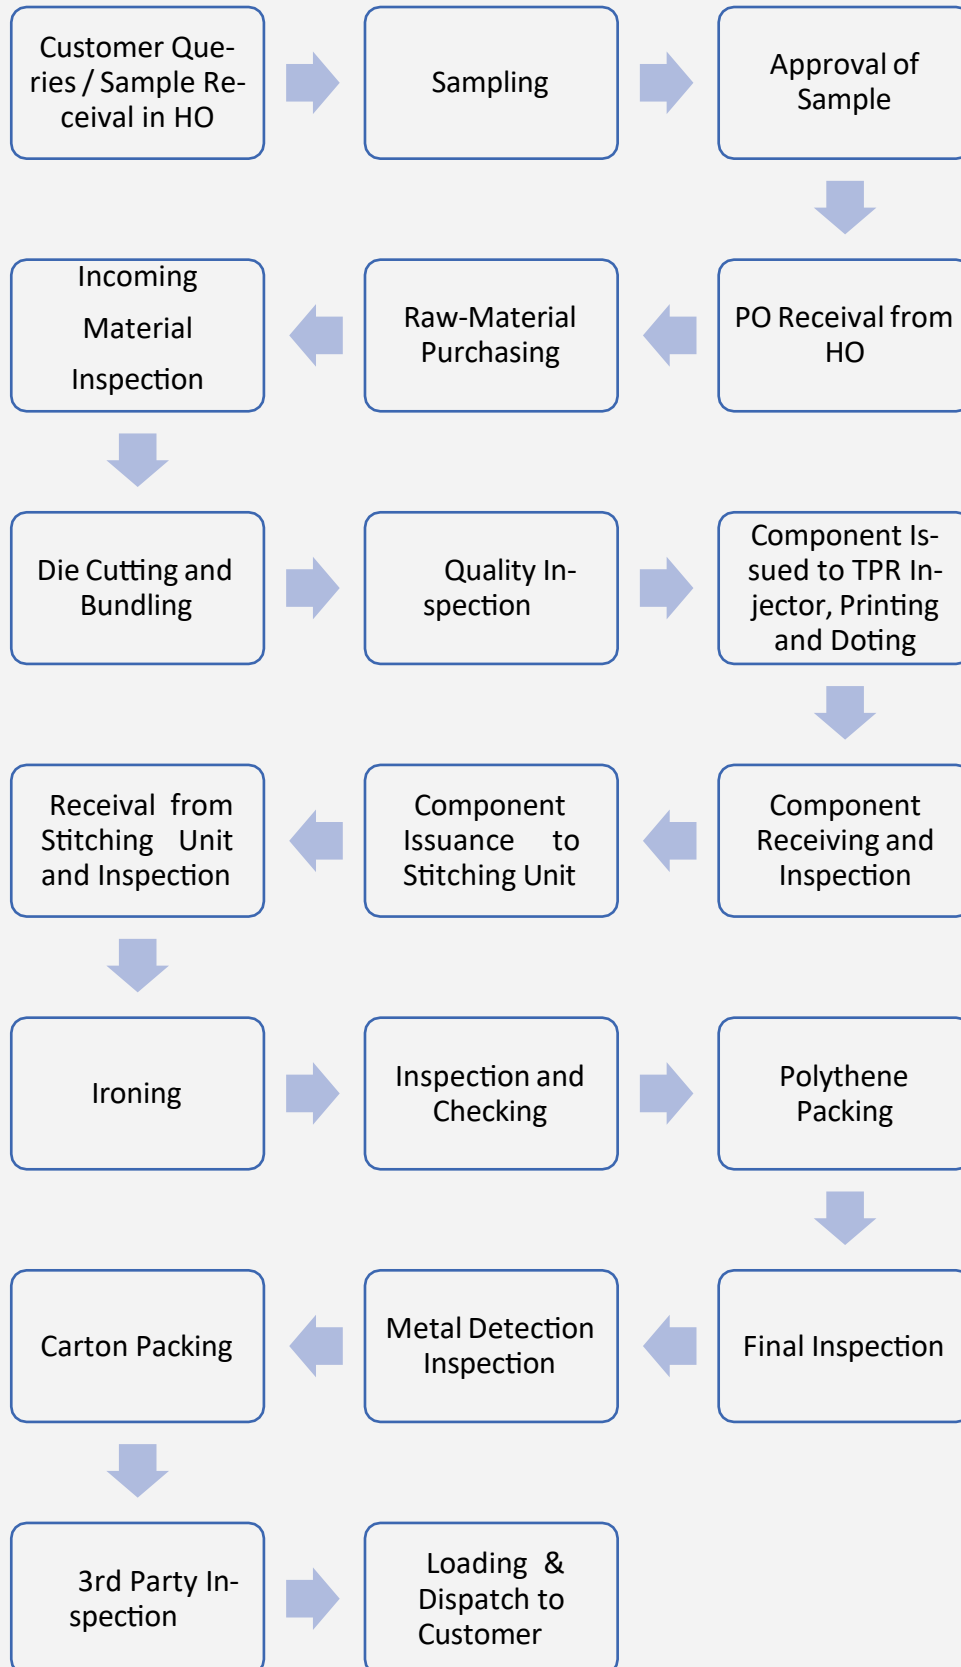 Customer Que-
ries / Sample Re-
ceival in HO
Sampling
Approval of
Sample
PO Receival from
HO
Raw-Material
Purchasing
Incoming
Material
Inspection
Die Cutting and
Bundling
Quality In-
spection
Component Is-
sued to TPR In-
jector, Printing
and Doting
Component
Receiving and
Inspection
Component
Issuance to
Stitching Unit
Receival from
Stitching Unit
and Inspection
Ironing
Inspection and
Checking
Polythene
Packing
Final Inspection
Metal Detection
Inspection
Carton Packing
3rd Party In-
spection
Loading &
Dispatch to
Customer